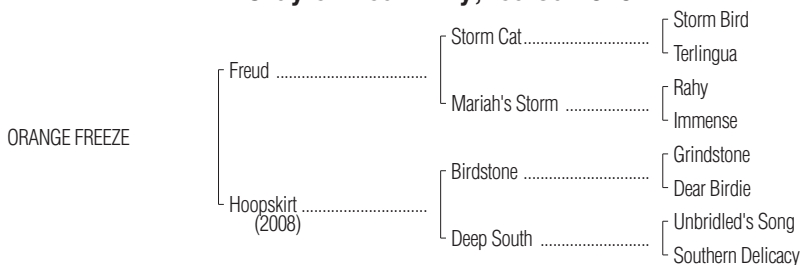 Storm Bird
Storm Cat
Terlingua
Freud
Rahy
Mariah's Storm
Immense
ORANGE FREEZE
Grindstone
Birdstone
Dear Birdie
Hoopskirt
(2008)
Unbridled's Song
Deep South
Southern Delicacy